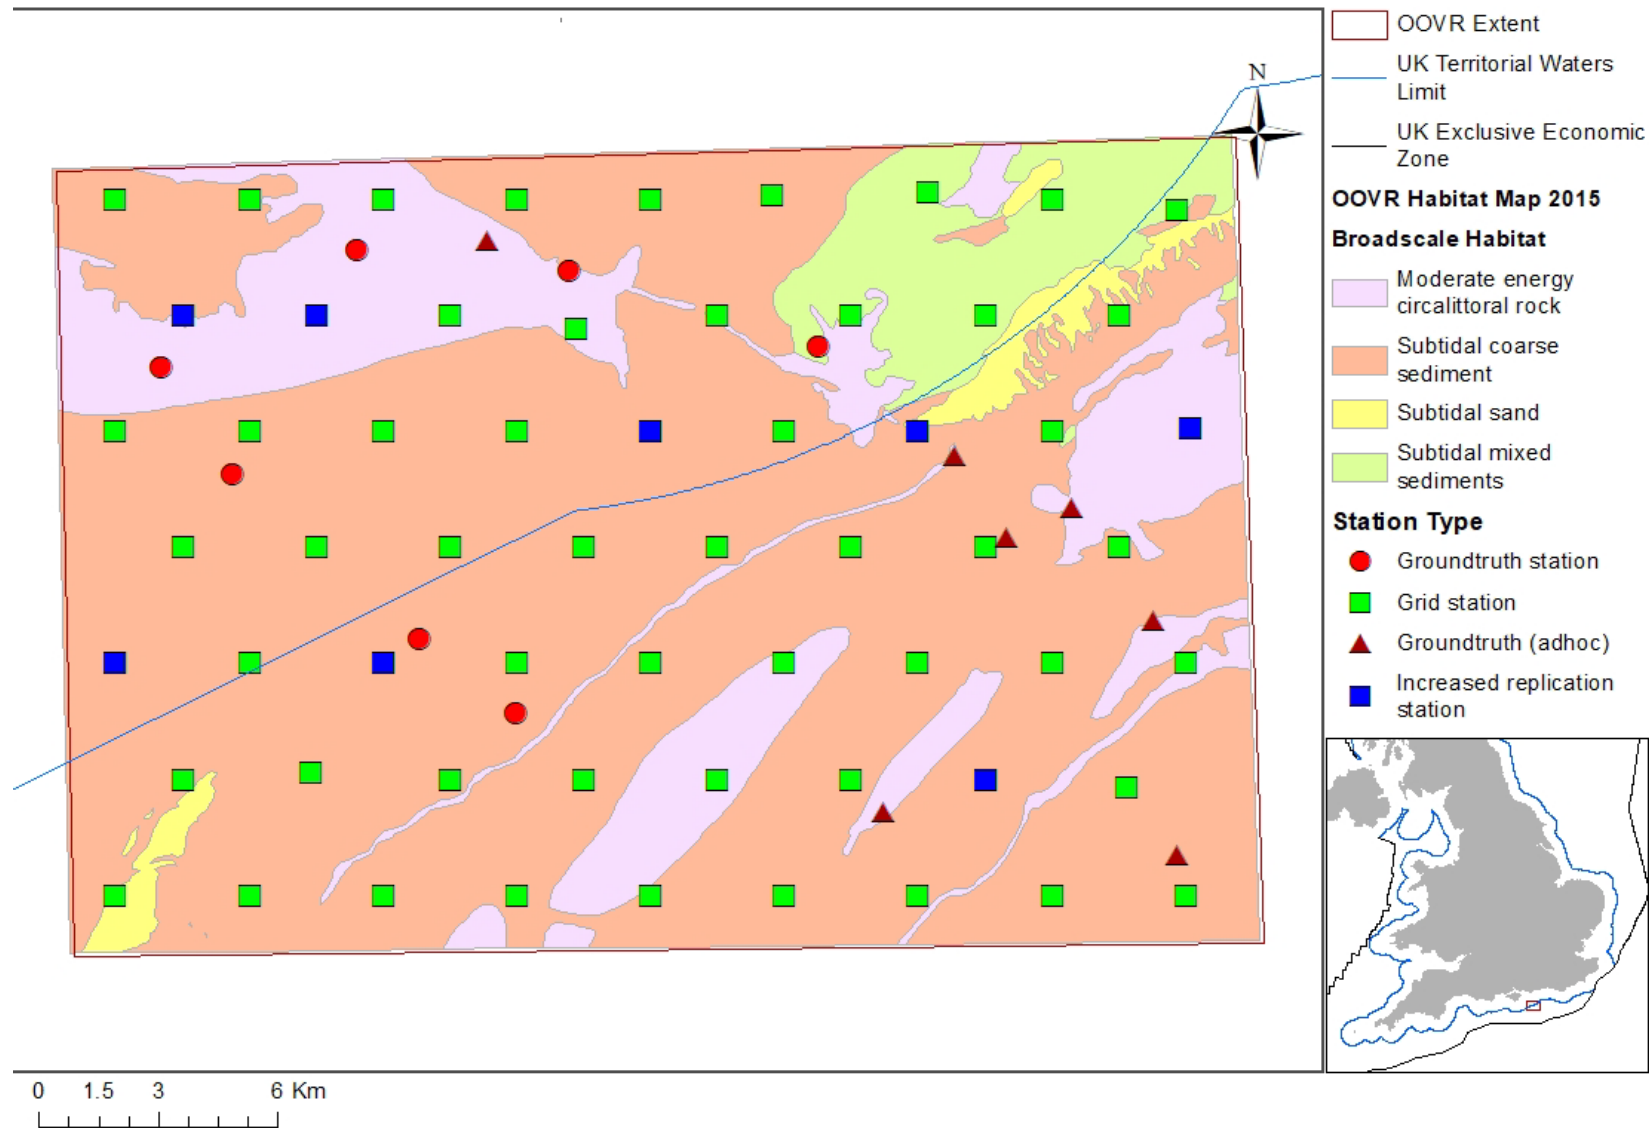 N
OOVR Extent
UK Territorial Waters
Limit
UK Exclusive Economic
Zone
OOVR Habitat Map 2015
Broadscale Habitat
Moderate energy
circalittoral rock
Subtidal coarse
sediment
Subtidal sand
Subtidal mixed
sediments
Station Type
Groundtruth station
Grid station
Groundtruth (adhoc)
Increased replication
station
0 1.5 3 6 Km